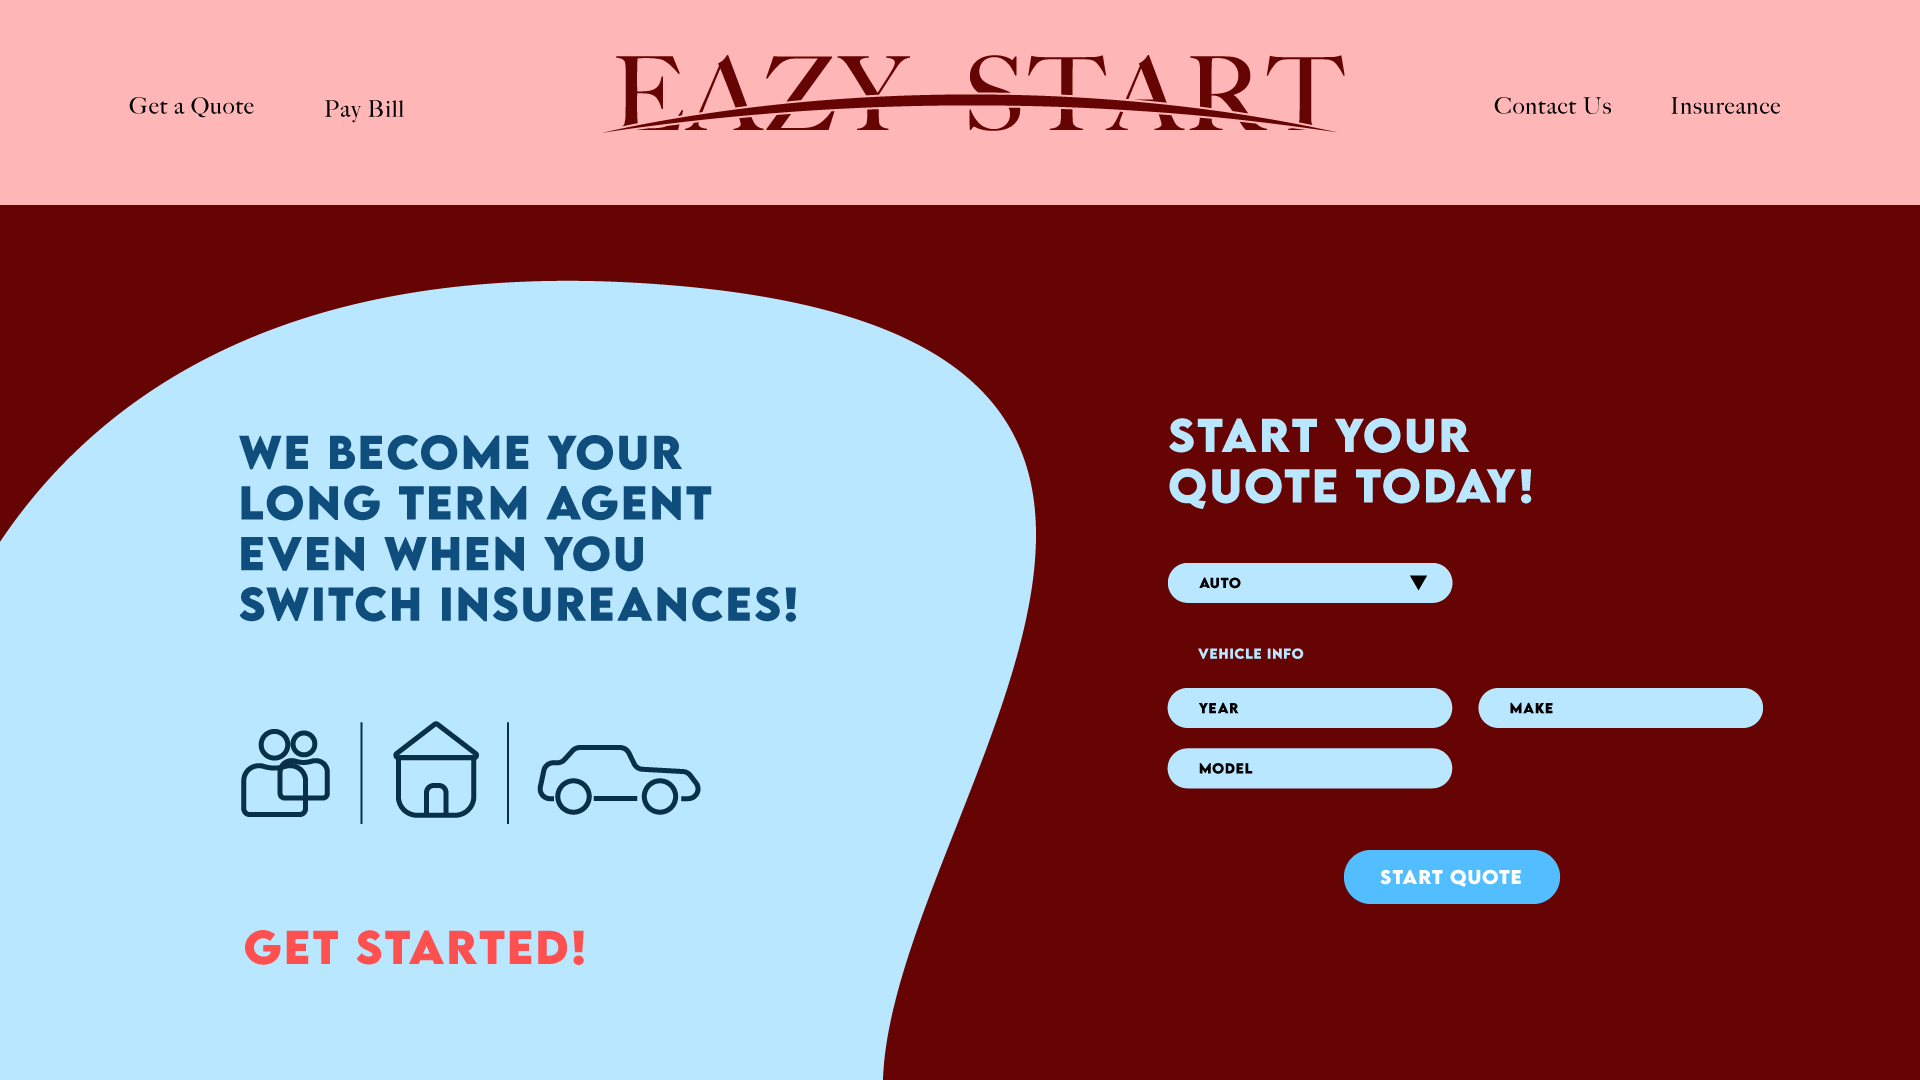 Get a Quote
Pay Bill
EAZY START
Contact Us
Insureance
WE BECOME YOUR
LONG TERM AGENT
EVEN WHEN YOU
SWITCH INSUREANCES!
GET STARTED!
START YOUR
QUOTE TODAY!
AUTO
VEHICLE INFO
YEAR
MAKE
MODEL
START QUOTE